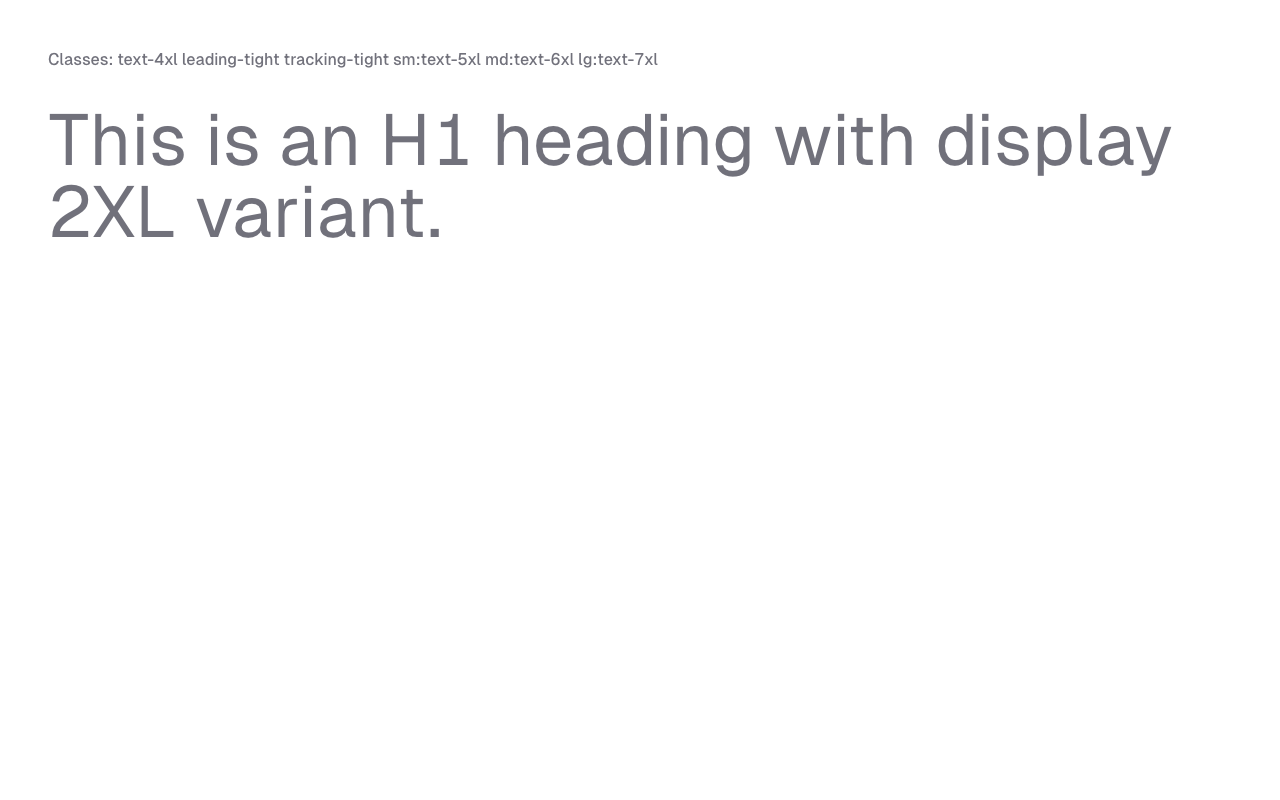 Classes: text-4xl leading-tight tracking-tight sm:text-5xl md:text-6xl lg:text-7xl
This is an H1 heading with display
2XL variant.